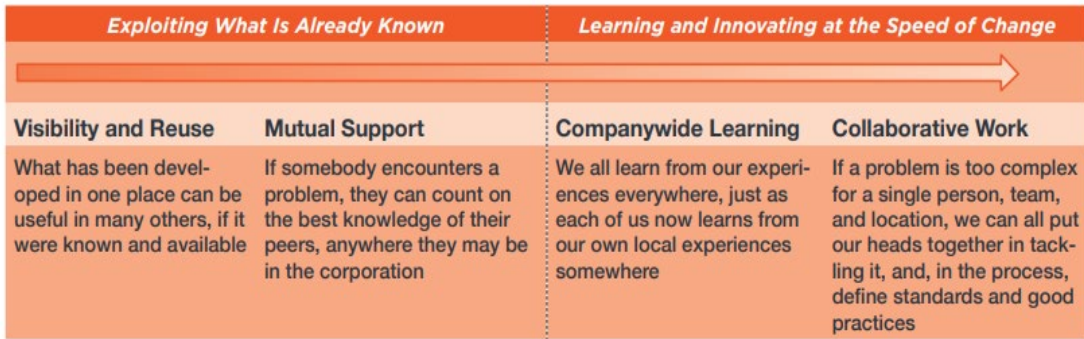 Exploiting What Is Already Known
Learning and Innovating at the Speed of Change
Visibility and Reuse
What has been devel-
oped in one place can be
useful in many others, if it
were known and available
Mutual Support
If somebody encounters a
problem, they can count on
the best knowledge of their
peers, anywhere they may be
in the corporation
Companywide Learning
We all learn from our experi-
ences everywhere, just as
each of us now learns from
our own local experiences
somewhere
Collaborative Work
If a problem is too complex
for a single person, team,
and location, we can all put
our heads together in tack-
ling it, and, in the process,
define standards and good
practices